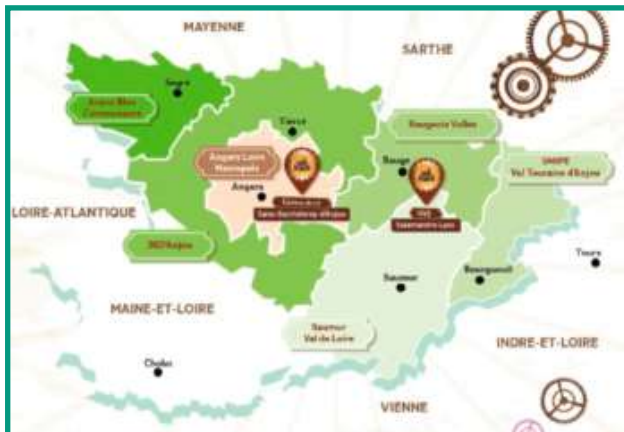 MAYENNE
SARTHE
Segré
Anjou Bleu
Communauté
Tiercé
Baugeois Vallée
Angers Loire
Métropole
Baugé
SMIPE
Val Touraine d'Anjou
Angers
LOIRE-ATLANTIQUE
Saumur
Bourgueil
Tours
MAINE-ET-LOIRE
Saumur
Val de Loire
INDRE-ET-LOIRE
Cholet
VIENNE